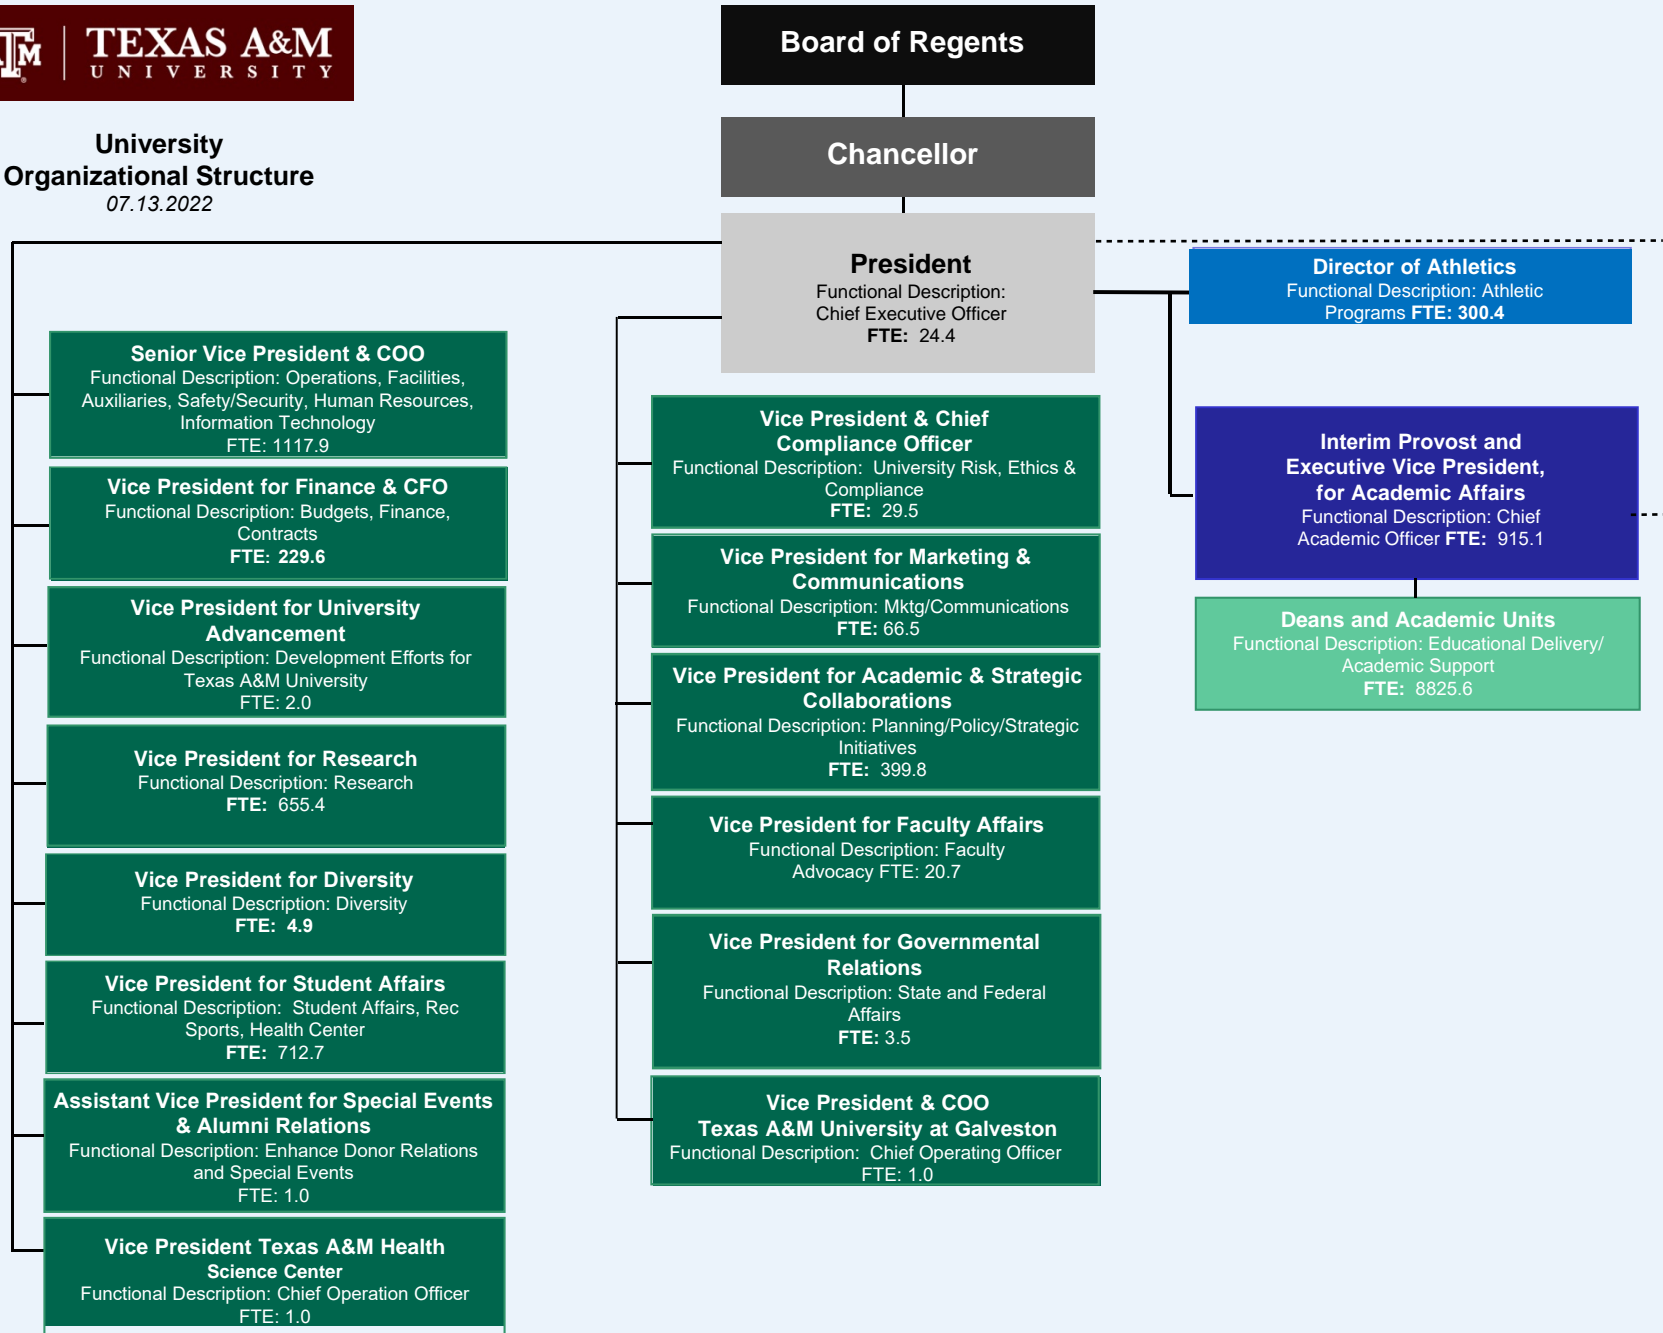 TEXAS A&M
UNIVERSITY
University
Organizational Structure
07.13.2022
Board of Regents
Chancellor
President
Functional Description:
Chief Executive Officer
FTE: 24.4
Senior Vice President & COO
Functional Description: Operations, Facilities,
Auxiliaries, Safety/Security, Human Resources,
Information Technology
FTE: 1117.9
Vice President for Finance & CFO
Functional Description: Budgets, Finance,
Contracts
FTE: 229.6
Vice President for University
Advancement
Functional Description: Development Efforts for
Texas A&M University
FTE: 2.0
Vice President for Research
Functional Description: Research
FTE: 655.4
Vice President for Diversity
Functional Description: Diversity
FTE: 4.9
Vice President for Student Affairs
Functional Description: Student Affairs, Rec
Sports, Health Center
FTE: 712.7
Assistant Vice President for Special Events
& Alumni Relations
Functional Description: Enhance Donor Relations
and Special Events
FTE: 1.0
Vice President Texas A&M Health
Science Center
Functional Description: Chief Operation Officer
FTE: 1.0
Vice President & Chief
Compliance Officer
Functional Description: University Risk, Ethics &
Compliance
FTE: 29.5
Vice President for Marketing &
Communications
Functional Description: Mktg/Communications
FTE: 66.5
Vice President for Academic & Strategic
Collaborations
Functional Description: Planning/Policy/Strategic
Initiatives
FTE: 399.8
Vice President for Faculty Affairs
Functional Description: Faculty
Advocacy FTE: 20.7
Vice President for Governmental
Relations
Functional Description: State and Federal
Affairs
FTE: 3.5
Vice President & COO
Texas A&M University at Galveston
Functional Description: Chief Operating Officer
FTE: 1.0
Director of Athletics
Functional Description: Athletic
Programs FTE: 300.4
Interim Provost and
Executive Vice President,
for Academic Affairs
Functional Description: Chief
Academic Officer FTE: 915.1
Deans and Academic Units
Functional Description: Educational Delivery/
Academic Support
FTE: 8825.6